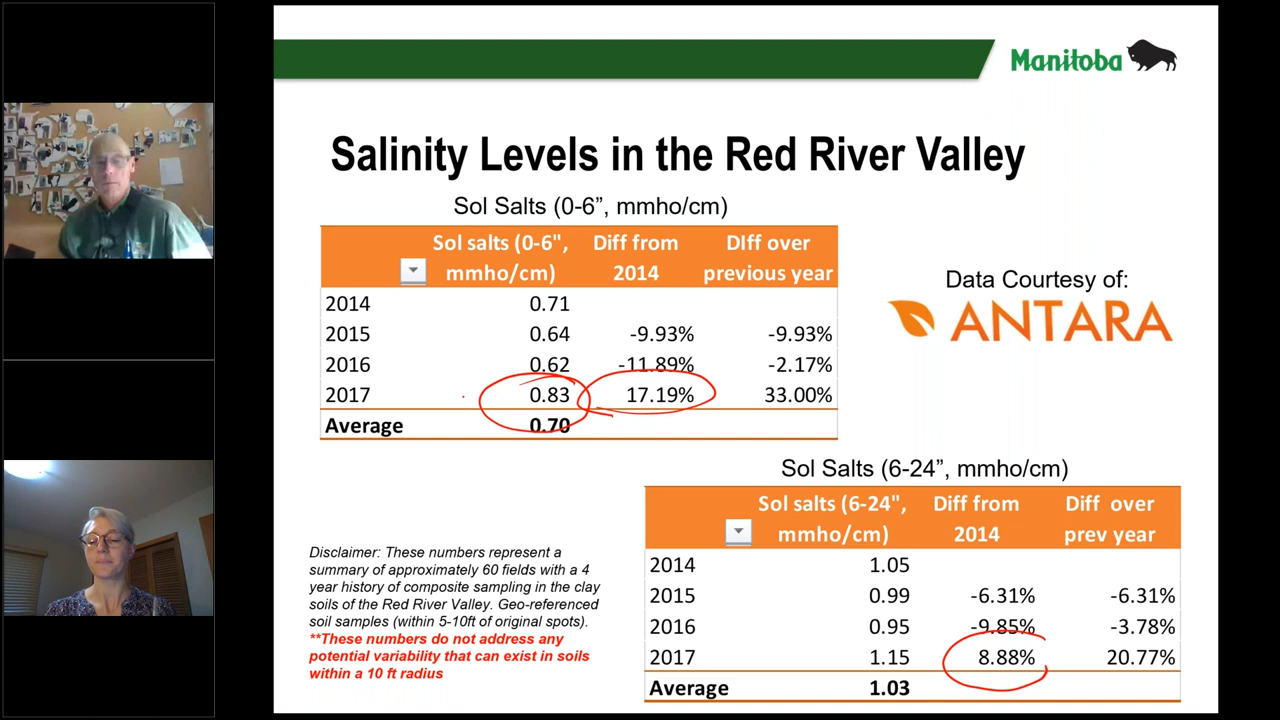 Manitoba
Salinity Levels in the Red River Valley
Sol Salts (0-6”, mmho/cm)
Sol salts (0-6", mmho/cm) Diff from 2014 DIff over previous year
2014 0.71
2015 0.64 -9.93% -9.93%
2016 0.62 -11.89% -2.17%
2017 0.83 17.19% 33.00%
Average 0.70
Data Courtesy of:
ANTARA
Sol Salts (6-24”, mmho/cm)
Sol salts (6-24", mmho/cm) Diff from 2014 Diff over prev year
2014 1.05
2015 0.99 -6.31% -6.31%
2016 0.95 -9.85% -3.78%
2017 1.15 8.88% 20.77%
Average 1.03
Disclaimer: These numbers represent a
summary of approximately 60 fields with a 4
year history of composite sampling in the clay
soils of the Red River Valley. Geo-referenced
soil samples (within 5-10ft of original spots).
**These numbers do not address any
potential variability that can exist in soils
within a 10 ft radius